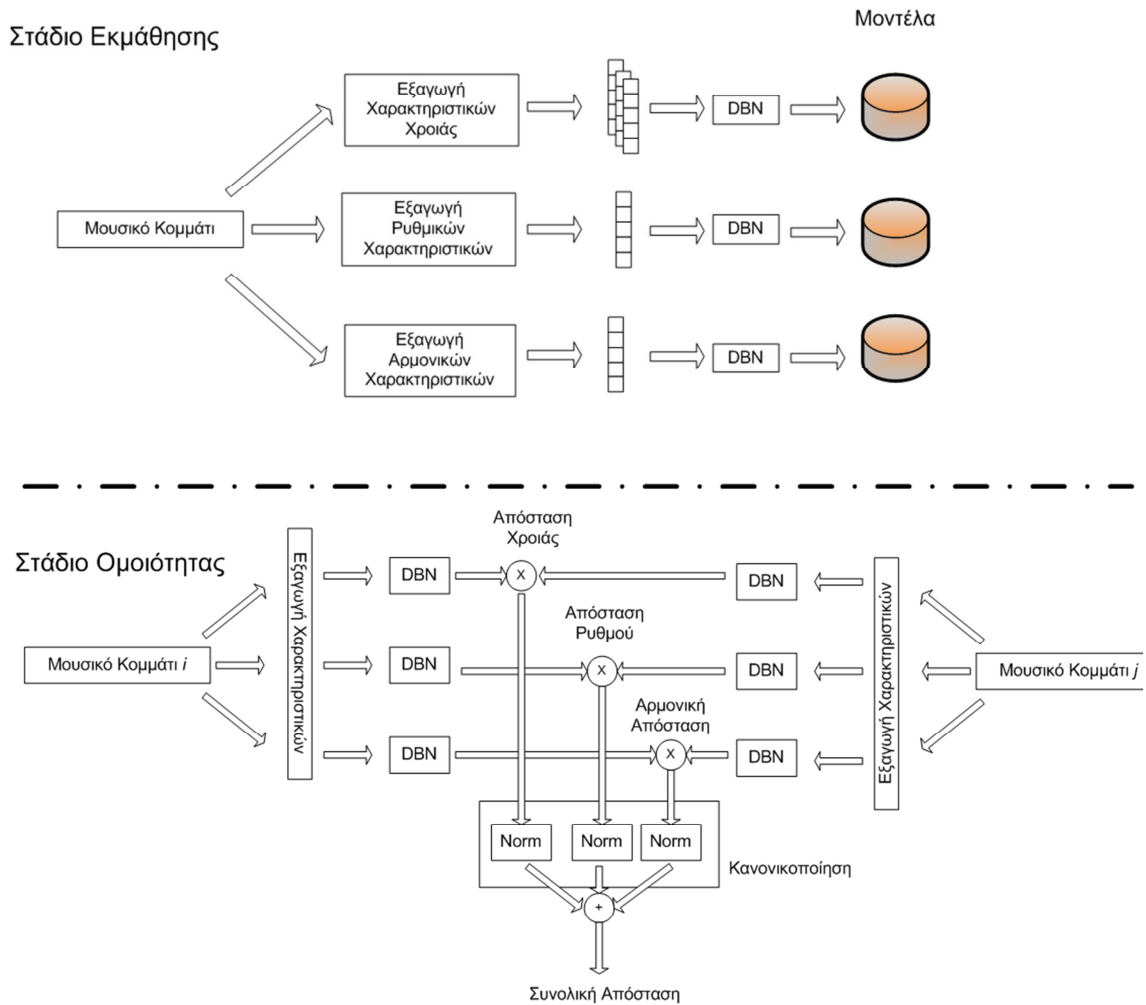 Μοντέλα
Στάδιο Εκμάθησης
Εξαγωγή
Χαρακτηριστικών
Χροιάς
DBN
Μουσικό Κομμάτι
Εξαγωγή
Ρυθμικών
Χαρακτηριστικών
DBN
Εξαγωγή
Αρμονικών
Χαρακτηριστικών
DBN
Στάδιο Ομοιότητας
Απόσταση
Χροιάς
Εξαγωγή Χαρακτηριστικών
DBN
X
DBN
Εξαγωγή Χαρακτηριστικών
Απόσταση
Ρυθμού
Μουσικό Κομμάτι i
DBN
X
DBN
Μουσικό Κομμάτι j
Αρμονική
Απόσταση
DBN
X
DBN
Norm
Norm
Norm
Κανονικοποίηση
+
Συνολική Απόσταση